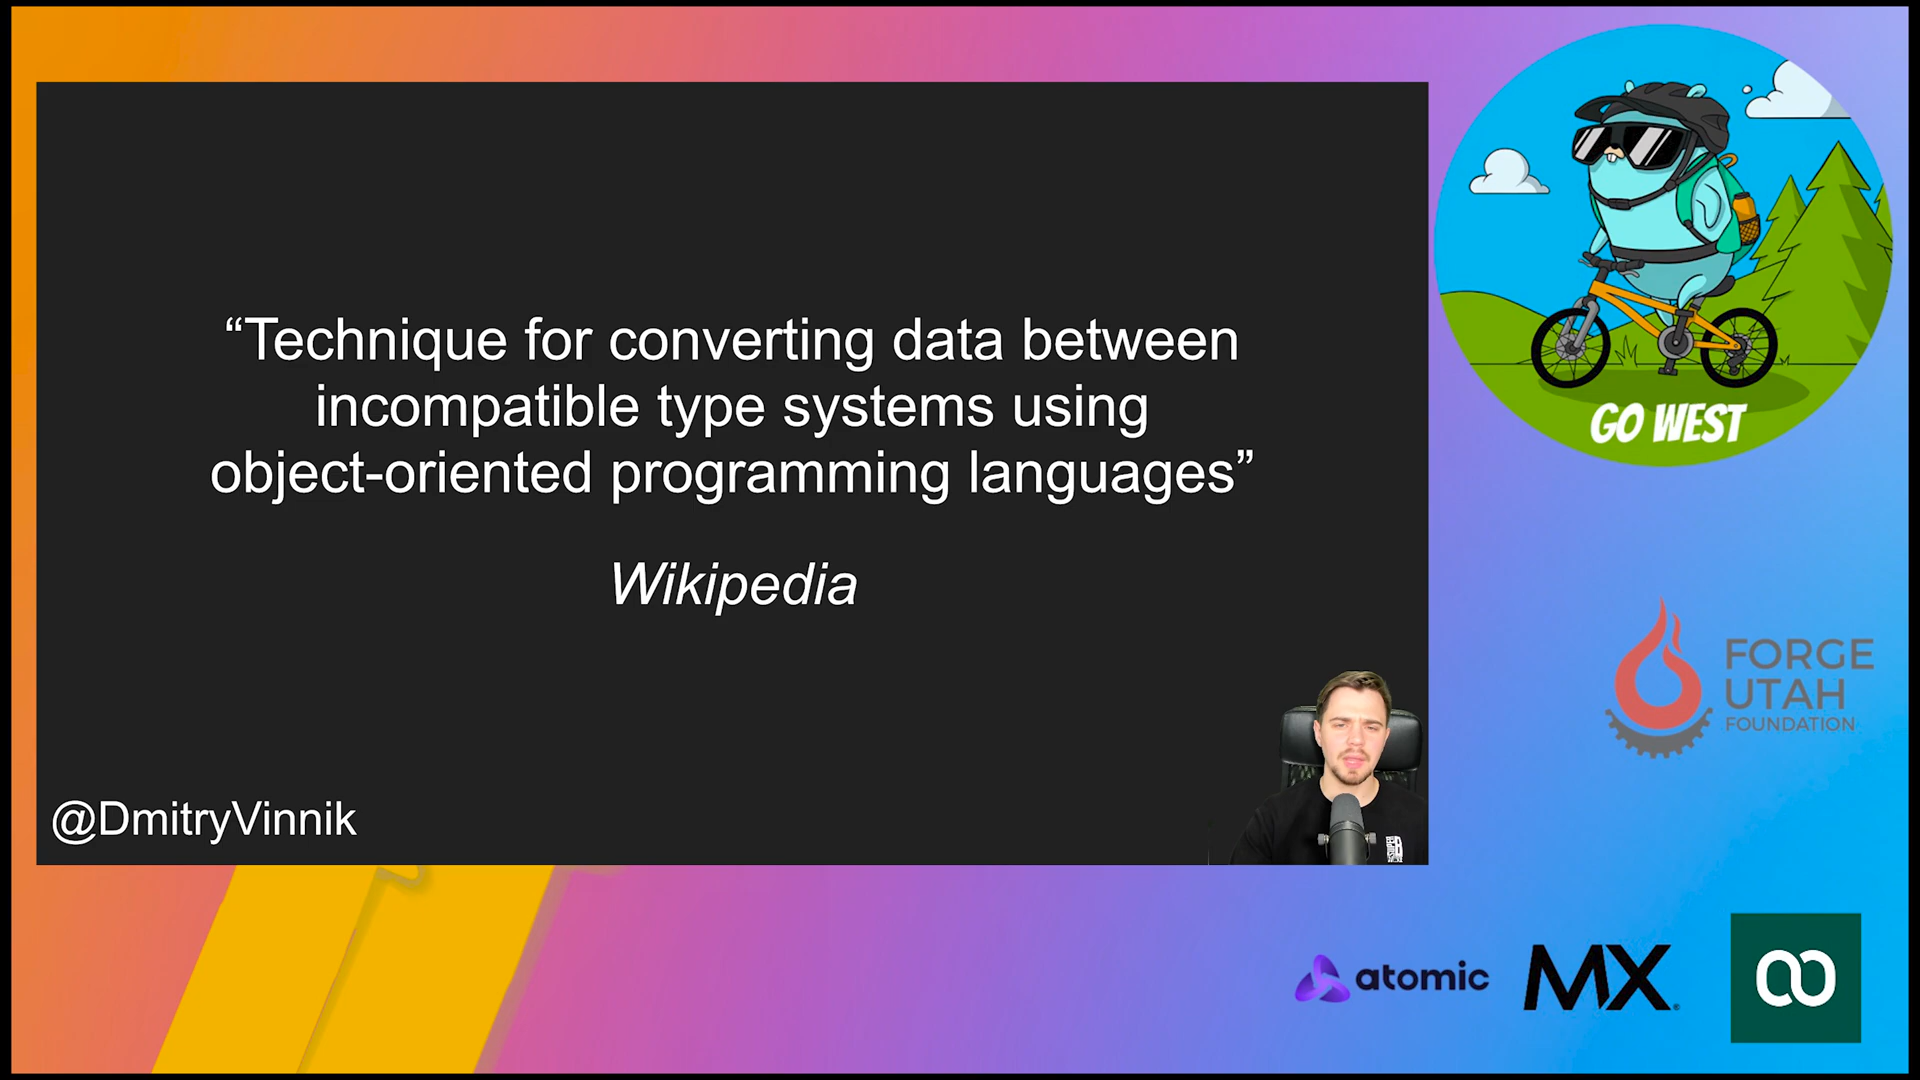 “Technique for converting data between
incompatible type systems using
object-oriented programming languages”
Wikipedia
@DmitryVinnik
GO WEST
FORGE
UTAH
FOUNDATION
atomic
MX